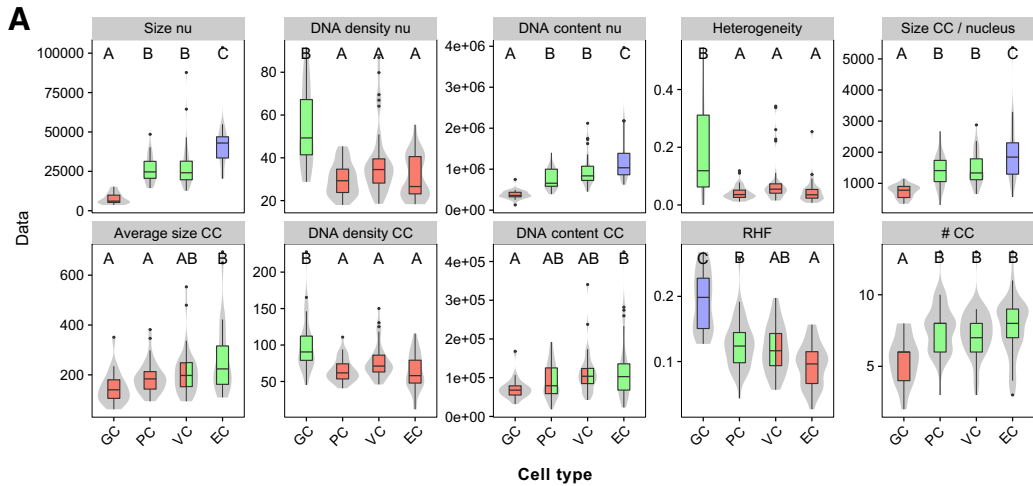 A
Size nu DNA density nu DNA content nu Heterogeneity Size CC / nucleus
A B B C B A A A A B B C B A A A A B B C
100000 75000 50000 25000 0
80 60 40 20
4e+06 2e+06 1e+06 0e+00
0.4 0.2 0.0
5000 4000 3000 2000 1000
Data
Average size CC DNA density CC DNA content CC RHF # CC
A A AB B B A A A A AB AB B C B AB A A B B B
600 400 200
200 150 100 50
4e+05 3e+05 2e+05 1e+05 0e+00
0.2 0.1
10 5
GC PC VC EC GC PC VC EC GC PC VC EC GC PC VC EC GC PC VC EC
Cell type